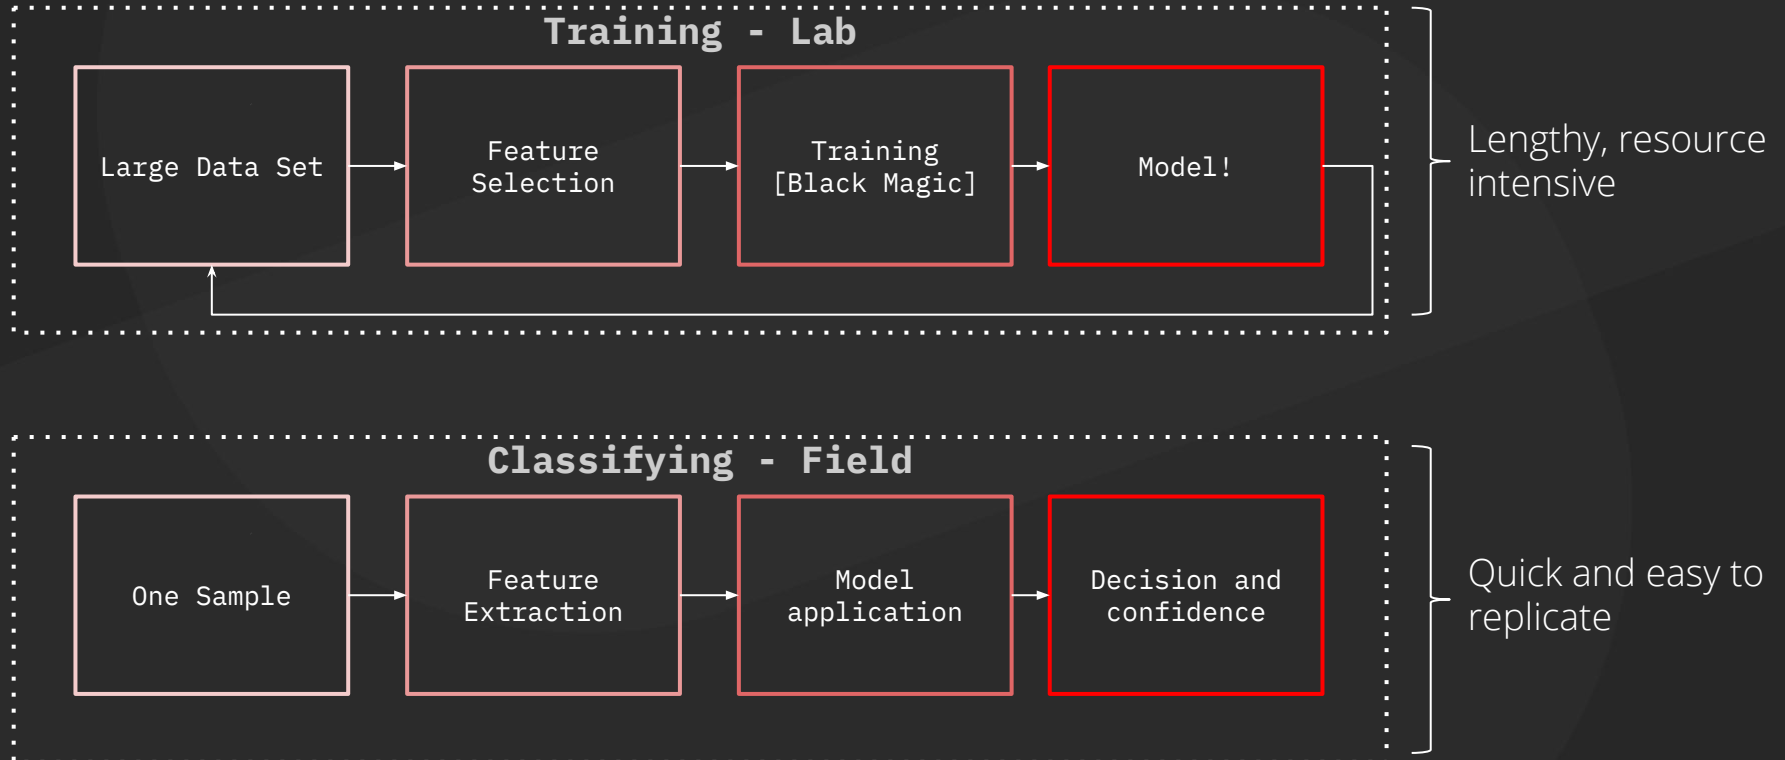 Training - Lab
Large Data Set
Feature
Selection
Training
[Black Magic]
Model!
Lengthy, resource
intensive
Classifying - Field
One Sample
Feature
Extraction
Model
application
Decision and
confidence
Quick and easy to
replicate